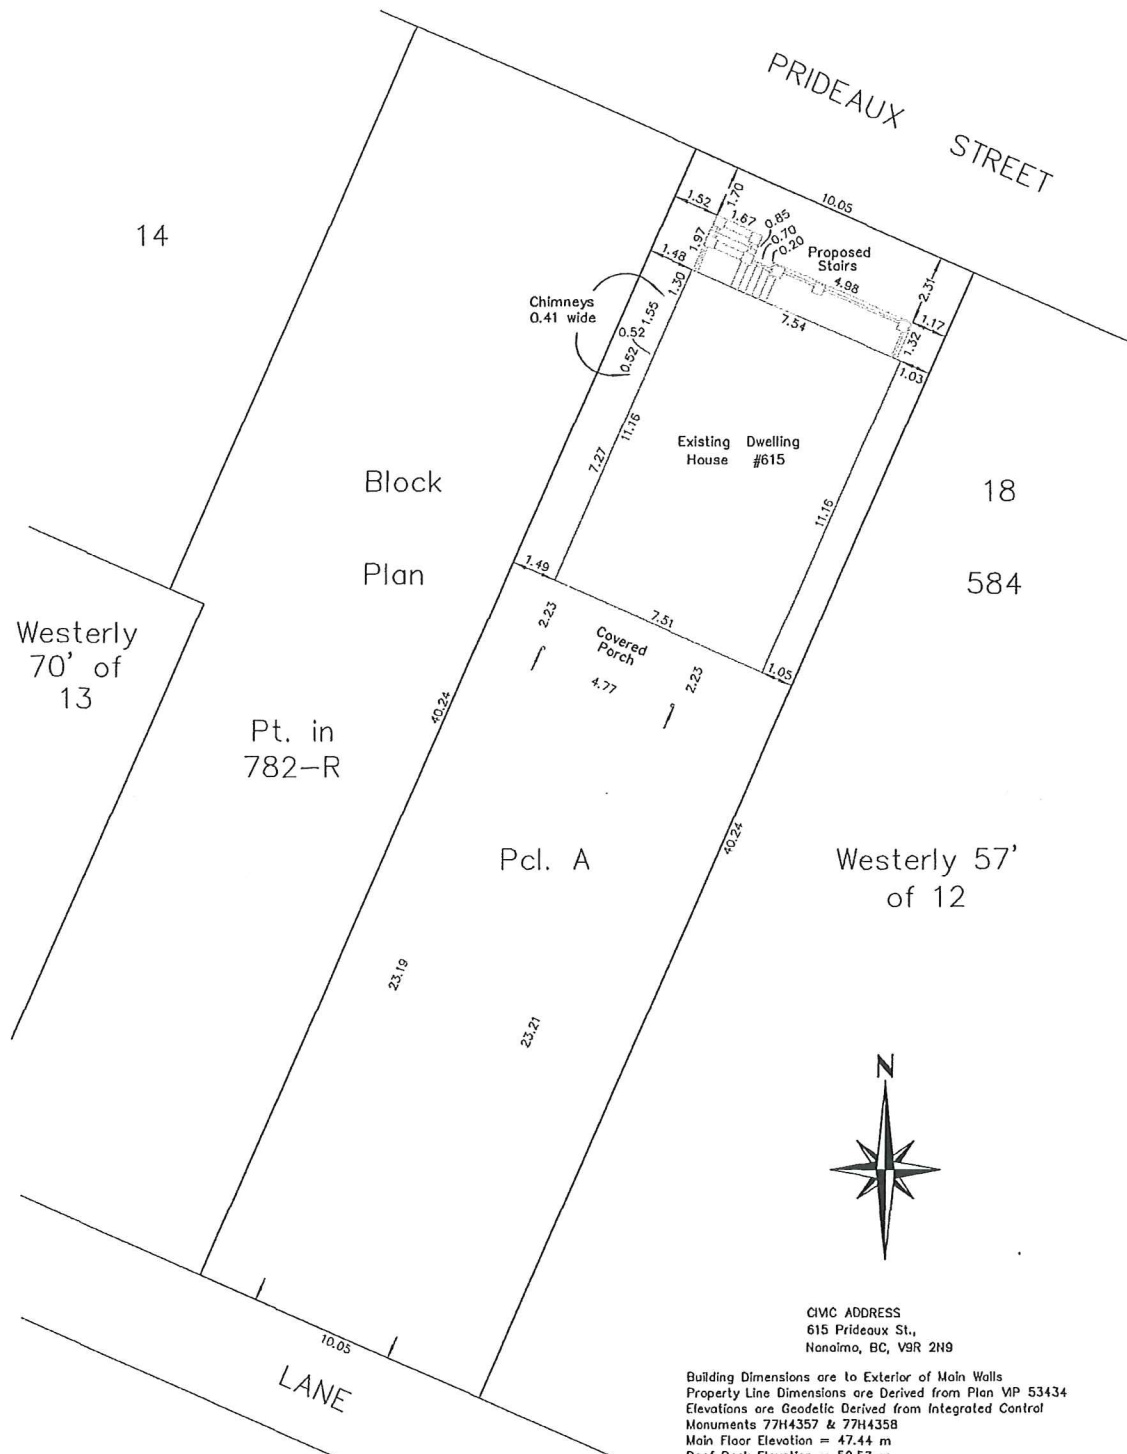 PRIDEAUX STREET
14
1.52
1.70
10.05
1.67
0.85
0.70
0.20
1.97
Proposed
Stairs
4.98
2.31
1.48
1.30
1.17
1.32
Chimneys
0.41 wide
1.55
0.52
0.52
7.54
1.03
11.16
7.27
Existing Dwelling
House #615
11.16
Block
18
Plan
584
1.49
2.23
7.51
Covered
Porch
4.77
2.23
1.05
Westerly
70' of
13
40.24
Pt. in
782-R
40.24
Pcl. A
Westerly 57'
of 12
23.19
23.21
N
10.05
LANE
CIVIC ADDRESS
615 Prideaux St.,
Nanaimo, BC, V9R 2N9
Building Dimensions are to Exterior of Main Walls
Property Line Dimensions are Derived from Plan VIP 53434
Elevations are Geodetic Derived from Integrated Control
Monuments 77H4357 & 77H4358
Main Floor Elevation = 47.44 m